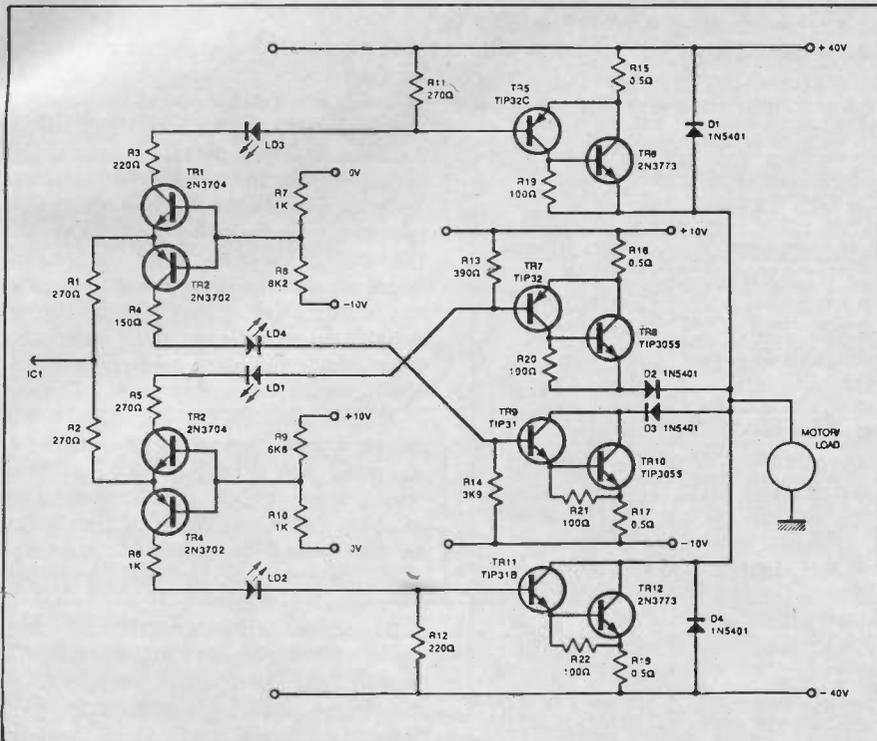 + 40V
R11
270Ω
R15
0.5Ω
TR5
TIP32C
D1
1N5401
R3
220Ω
LD3
TR1
2N3704
TR6
2N3773
R7
1K
0V
R19
100Ω
+10V
R1
270Ω
TR2
2N3702
R8
8K2
-10V
R13
390Ω
TR7
TIP32
R16
0.5Ω
R4
150Ω
LD4
TR8
TIP3055
IC1
R5
270Ω
LD1
R20
100Ω
D2 1N5401
TR9
TIP31
D3 1N5401
R2
270Ω
TR2
2N3704
R9
6K8
+10V
MOTOR/
LOAD
TR10
TIP3055
R14
3K9
R21
100Ω
R17
0.5Ω
TR4
2N3702
R10
1K
0V
-10V
R6
1K
LD2
TR11
TIP31B
TR12
2N3773
D4
1N5401
R12
220Ω
R22
100Ω
0.5Ω
- 40V